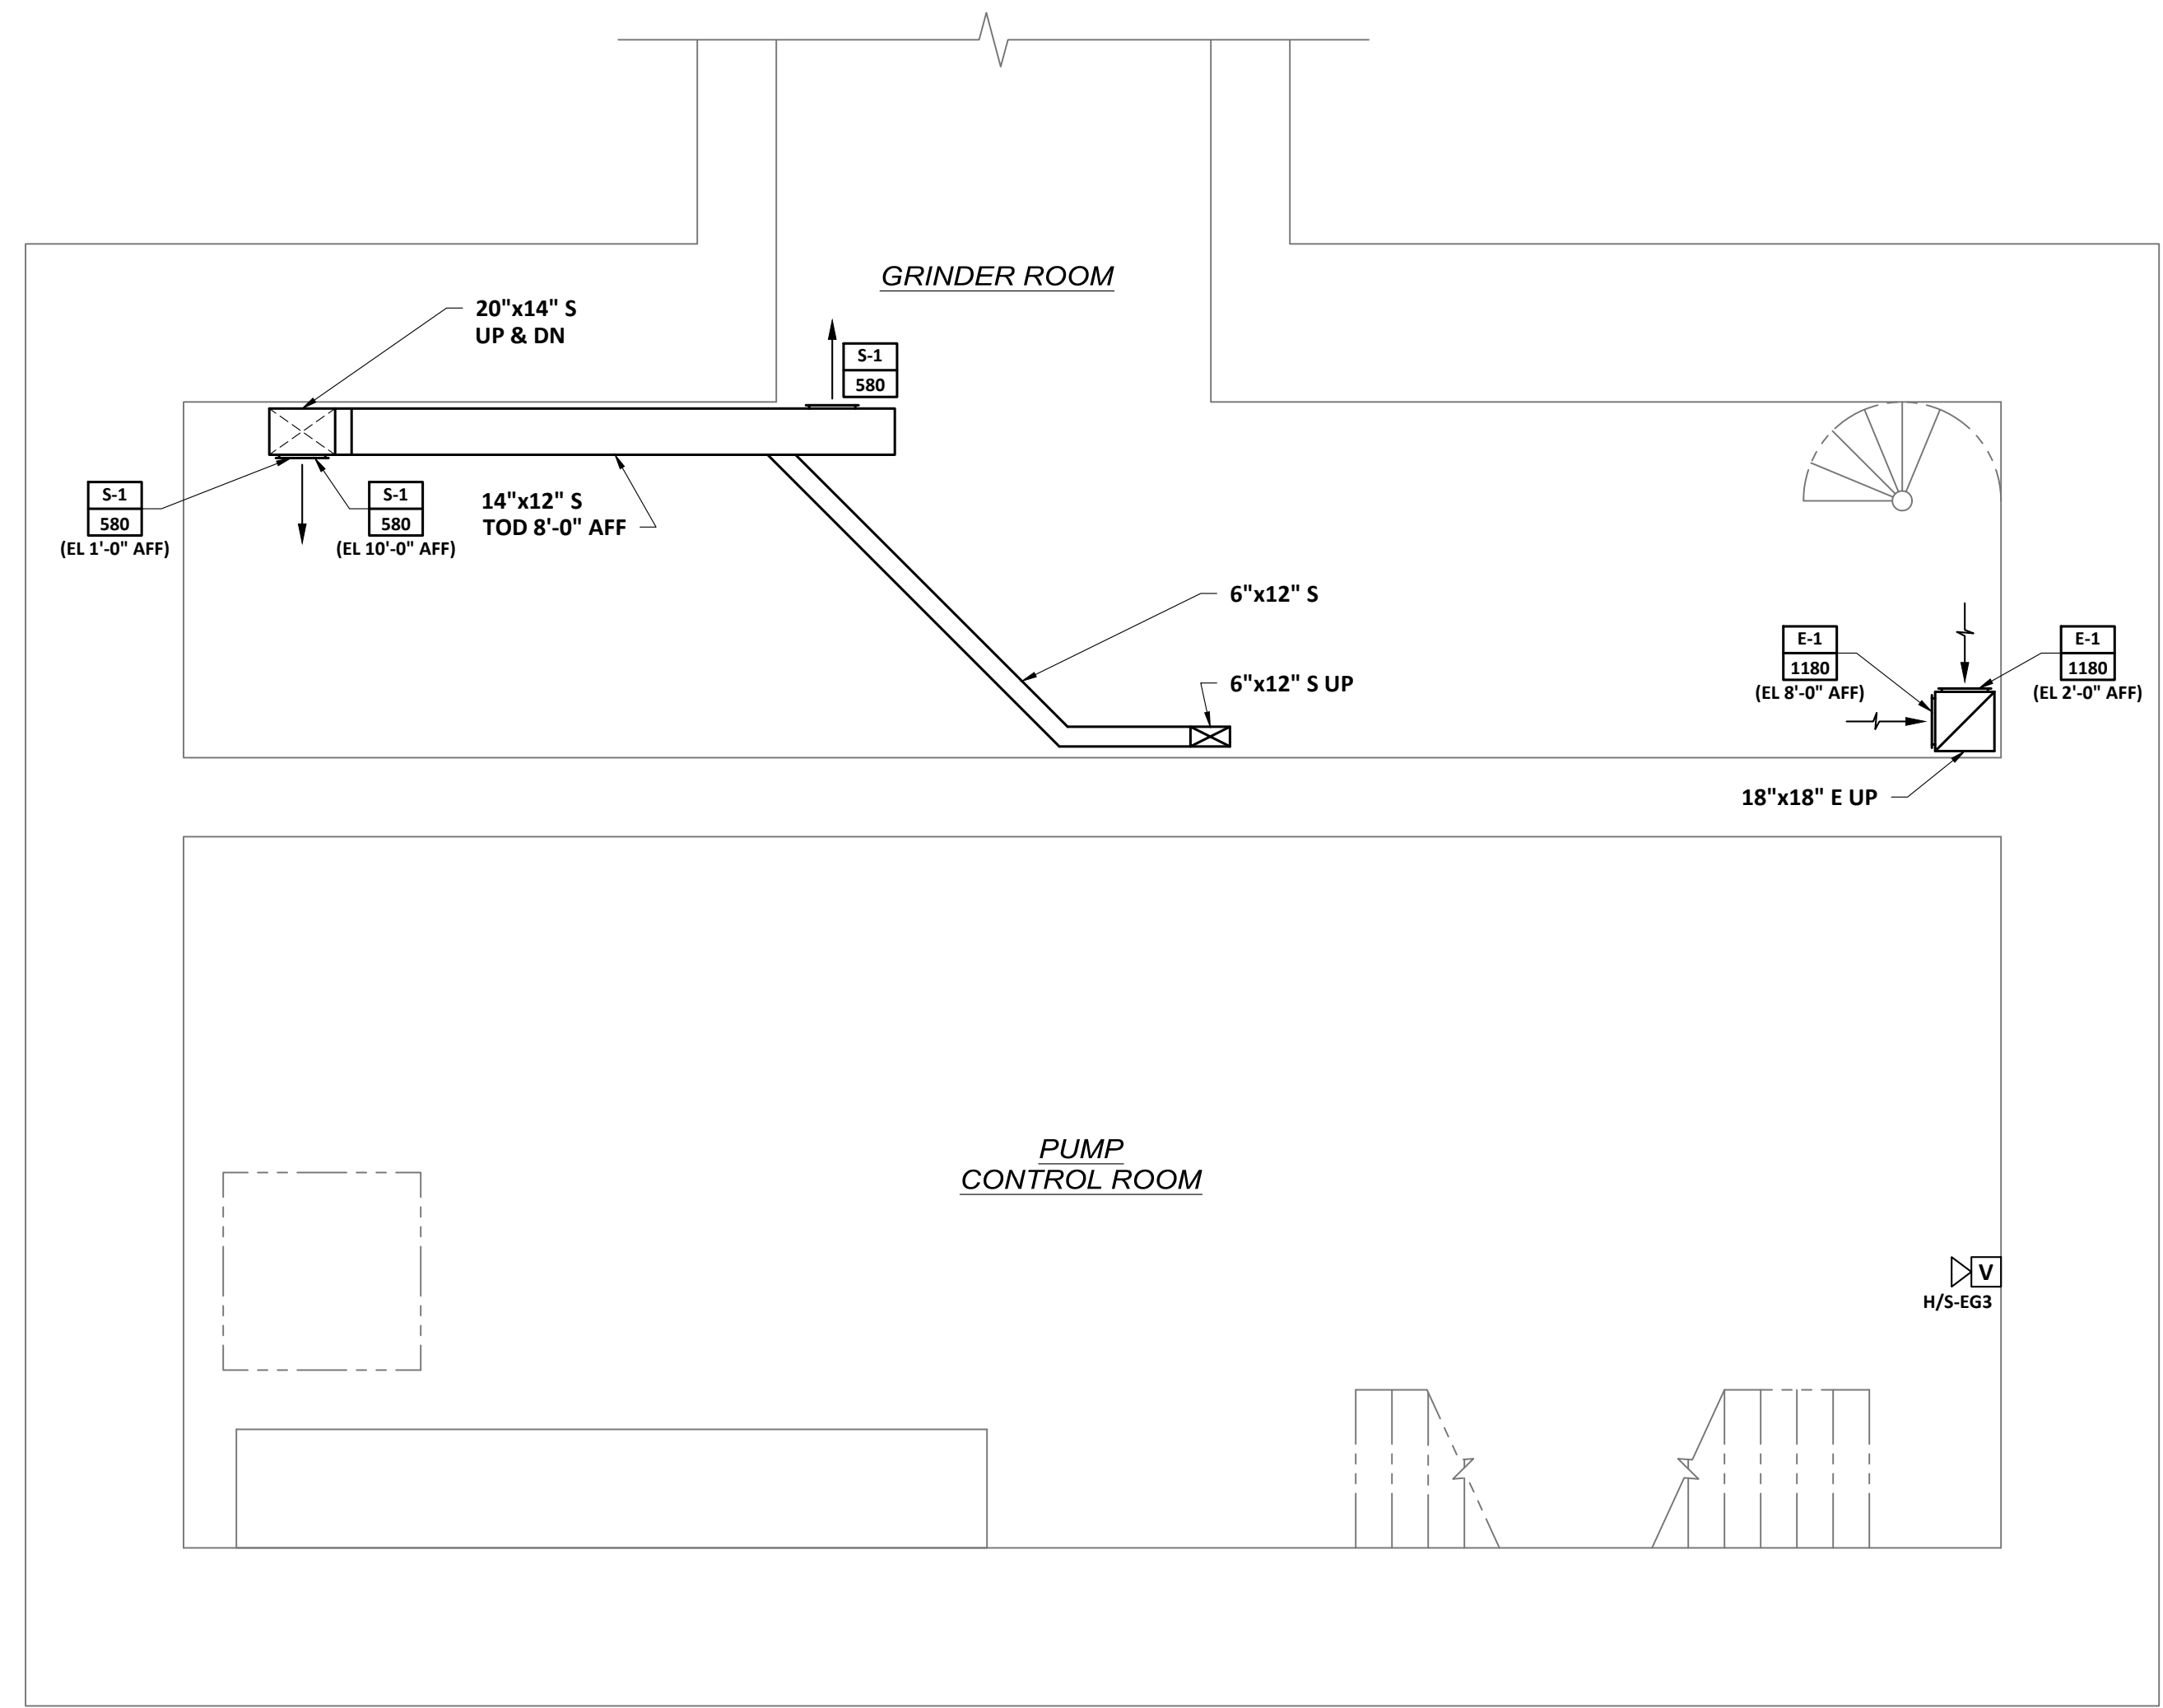 GRINDER ROOM
20"x14" S
UP & DN
S-1
580
S-1
580
(EL 1'-0" AFF)
S-1
580
(EL 10'-0" AFF)
14"x12" S
TOD 8'-0" AFF
6"x12" S
6"x12" S UP
E-1
1180
(EL 8'-0" AFF)
E-1
1180
(EL 2'-0" AFF)
18"x18" E UP
PUMP
CONTROL ROOM
V
H/S-EG3